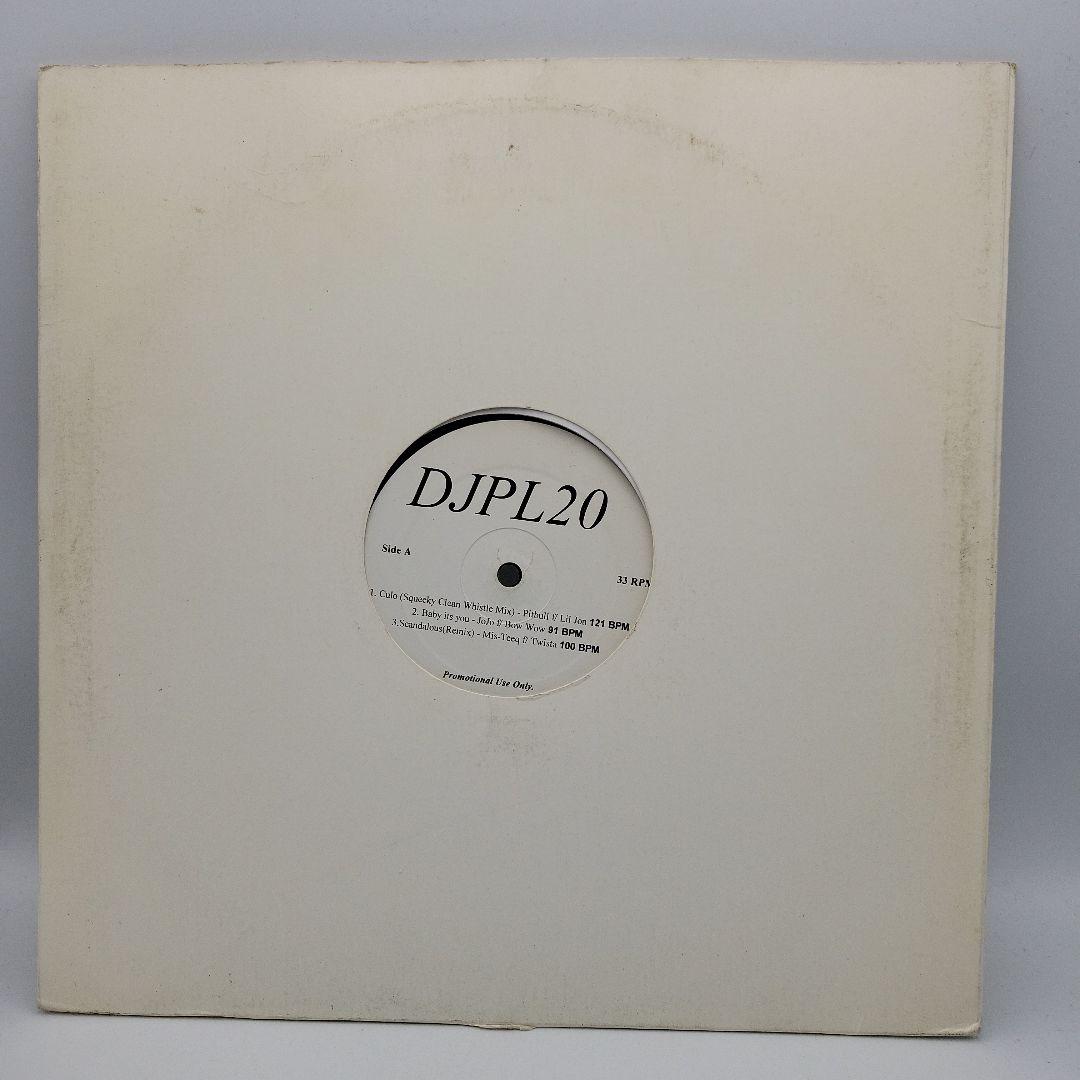 DJPL20
Side A
33 RPM
1. Culo (Squeeky Clean Whistle Mix) - Pitbull f/ Lil Jon 121 BPM
2. Baby its you - JoJo f/ Bow Wow 91 BPM
3.Scandalous(Remix) - Mis-Teeq f/ Twista 100 BPM
Promotional Use Only.